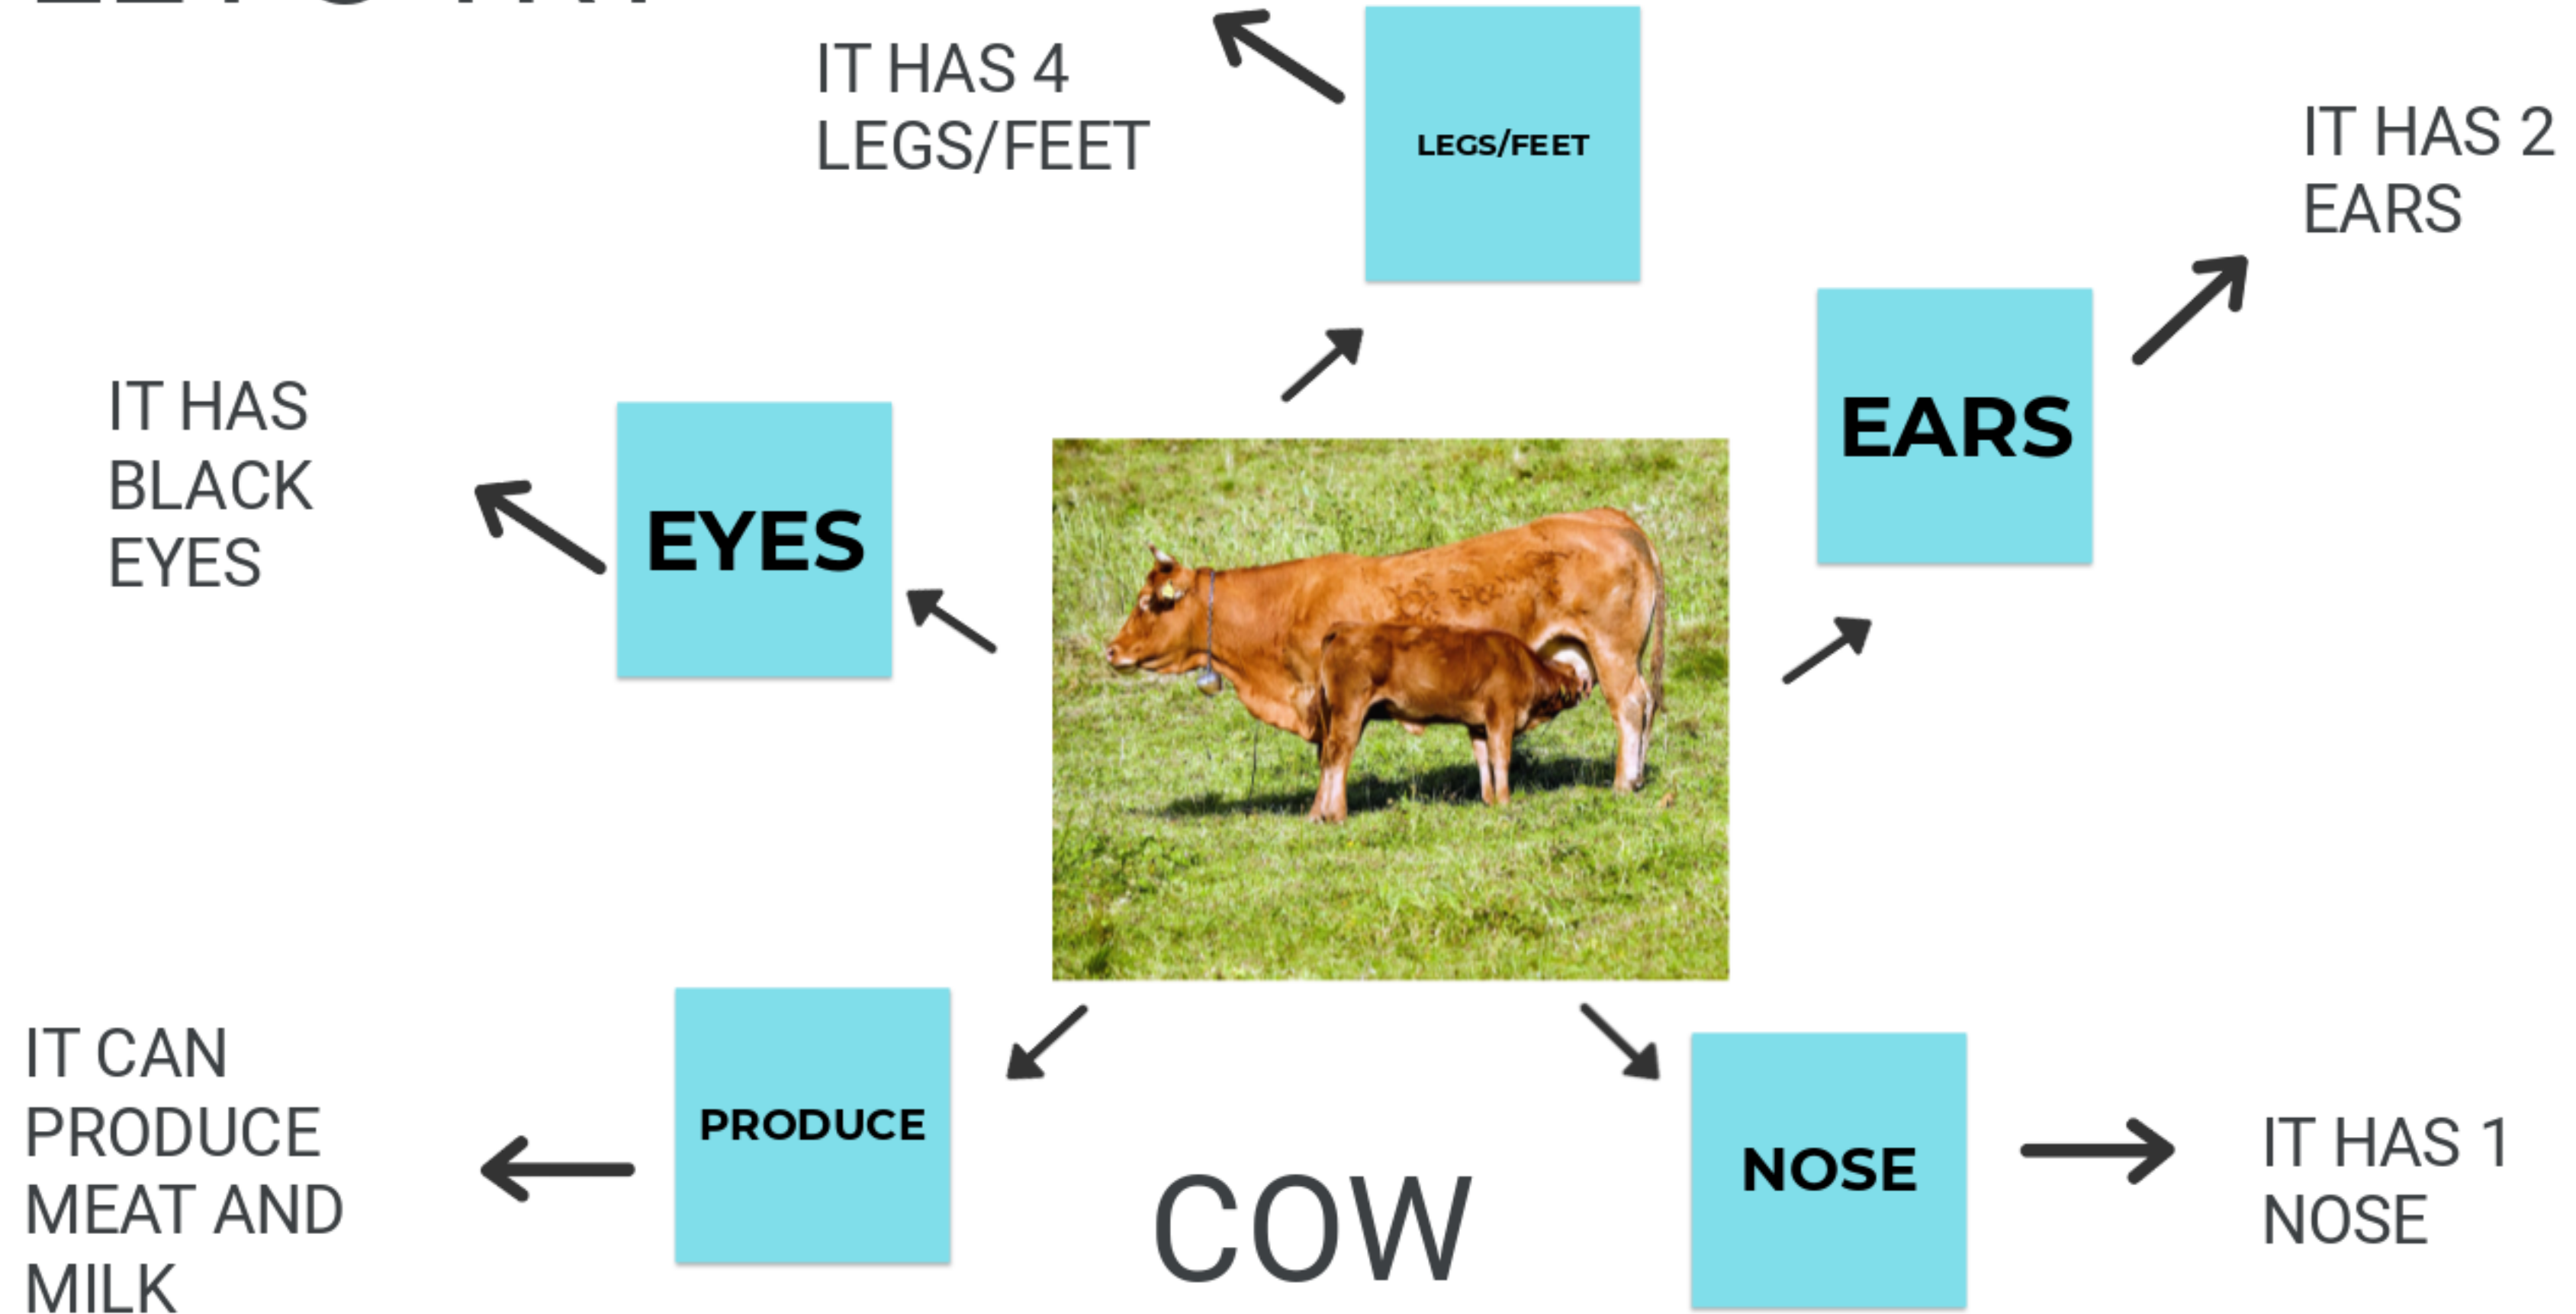 IT HAS 4
LEGS/FEET
LEGS/FEET
IT HAS 2
EARS
EARS
IT HAS
BLACK
EYES
EYES
IT CAN
PRODUCE
MEAT AND
MILK
PRODUCE
COW
NOSE
IT HAS 1
NOSE